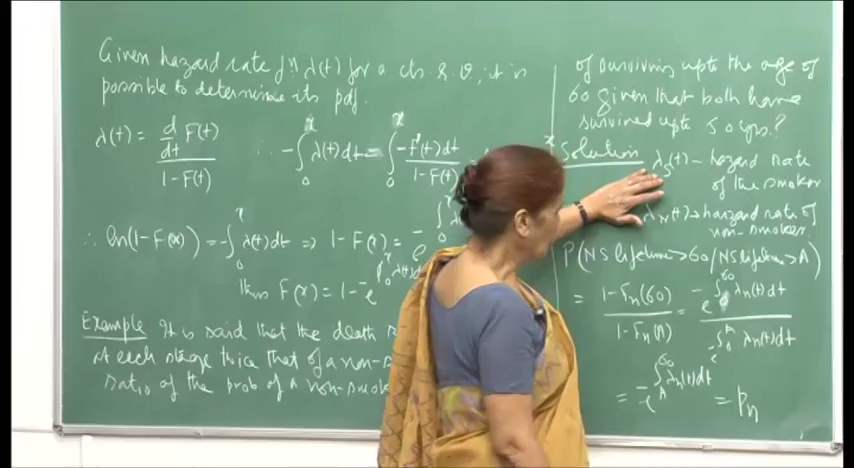 Given hazard rate fⁿ λ(t) for a cts. r.v, it is
possible to determine its pdf.
λ(t) = d/dt F(t) / 1-F(t) ∴ -∫₀ˣ λ(t)dt = ∫₀ˣ -f(t)dt / 1-F(t)
∴ ln(1-F(x)) = -∫₀ˣ λ(t)dt ⇒ 1-F(x) = e
thus F(x) = 1-e^-∫₀ˣ λ(t)
Example It is said that the death
at each stage twice that of a non-s
ratio of the prob of a non-smok
of surviving upto the age of
60 given that both have
survived upto 50 yrs.?
Solution λₛ(t) - hazard rate
of the smoker
λₙ(t) → hazard rate of
non-smoker
P(NS lifetime > 60 / NS lifetime > A)
= 1-Fₙ(60) / 1-Fₙ(A) = e^-∫₀⁶⁰ λₙ(t)dt / e^-∫₀ᴬ λₙ(t)dt
= e^-∫_A^60 λₙ(t)dt = Pₙ